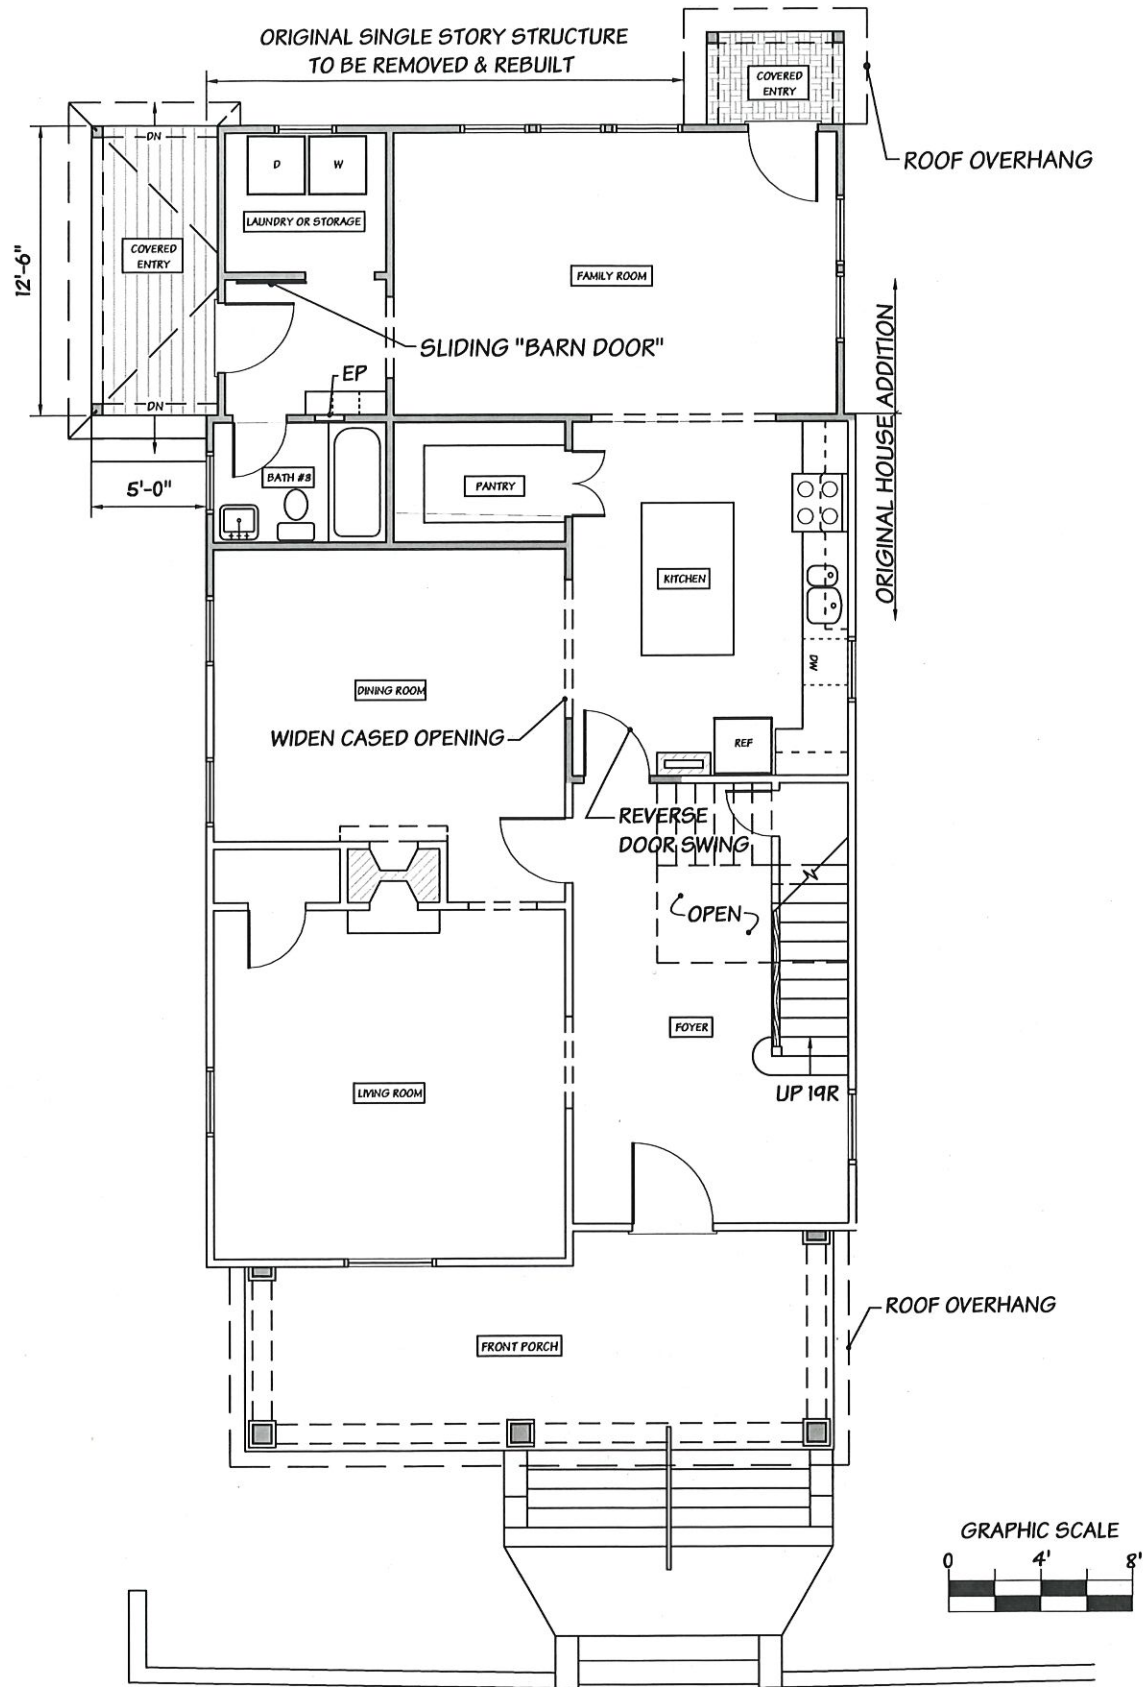 ORIGINAL SINGLE STORY STRUCTURE
TO BE REMOVED & REBUILT
COVERED
ENTRY
ROOF OVERHANG
DN
D
W
LAUNDRY OR STORAGE
COVERED
ENTRY
12'-6"
FAMILY ROOM
SLIDING "BARN DOOR"
EP
DN
ORIGINAL HOUSE ADDITION
5'-0"
BATH #3
PANTRY
KITCHEN
DW
DINING ROOM
WIDEN CASED OPENING
REF
REVERSE
DOOR SWING
OPEN
FOYER
LIVING ROOM
UP 19R
ROOF OVERHANG
FRONT PORCH
GRAPHIC SCALE
0 4' 8'